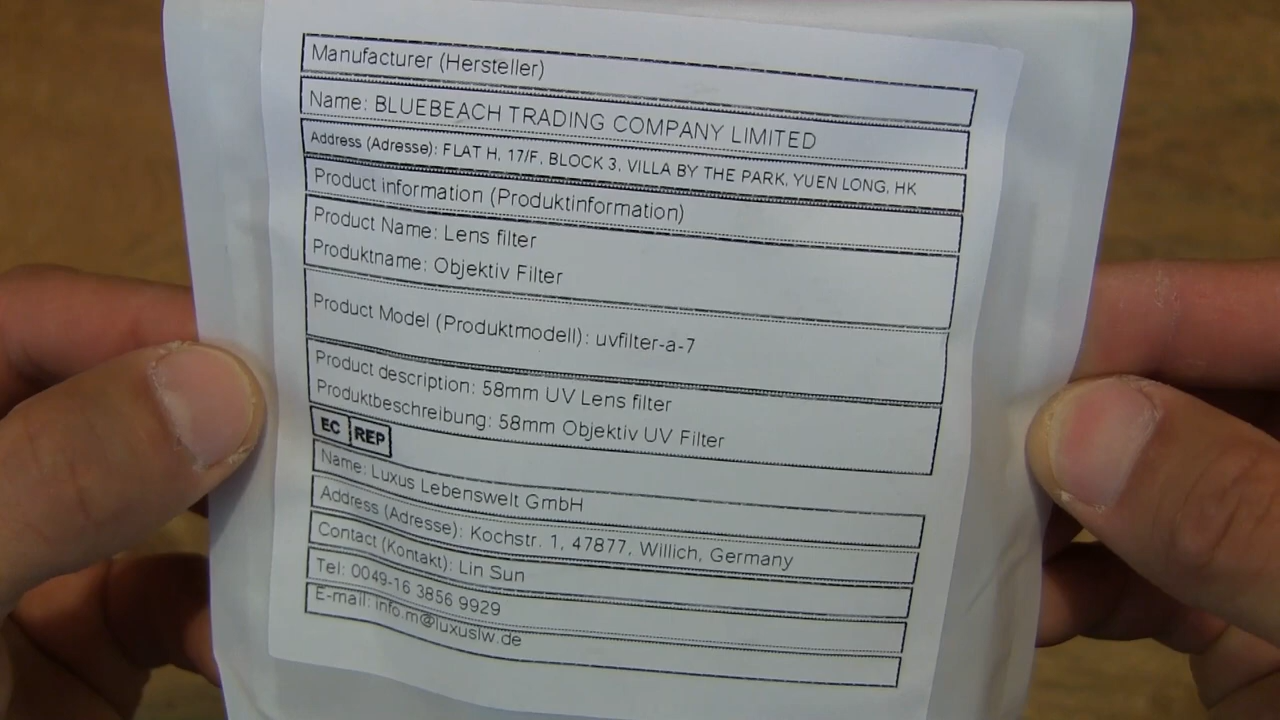 Manufacturer (Hersteller)
Name: BLUEBEACH TRADING COMPANY LIMITED
Address (Adresse): FLAT H, 17/F, BLOCK 3, VILLA BY THE PARK, YUEN LONG, HK
Product information (Produktinformation)
Product Name: Lens filter
Produktname: Objektiv Filter
Product Model (Produktmodell): uvfilter-a-7
Product description: 58mm UV Lens filter
Produktbeschreibung: 58mm Objektiv UV Filter
EC REP
Name: Luxus Lebenswelt GmbH
Address (Adresse): Kochstr. 1, 47877, Willich, Germany
Contact (Kontakt): Lin Sun
Tel: 0049-16 3856 9929
E-mail: info.m@luxuslw.de